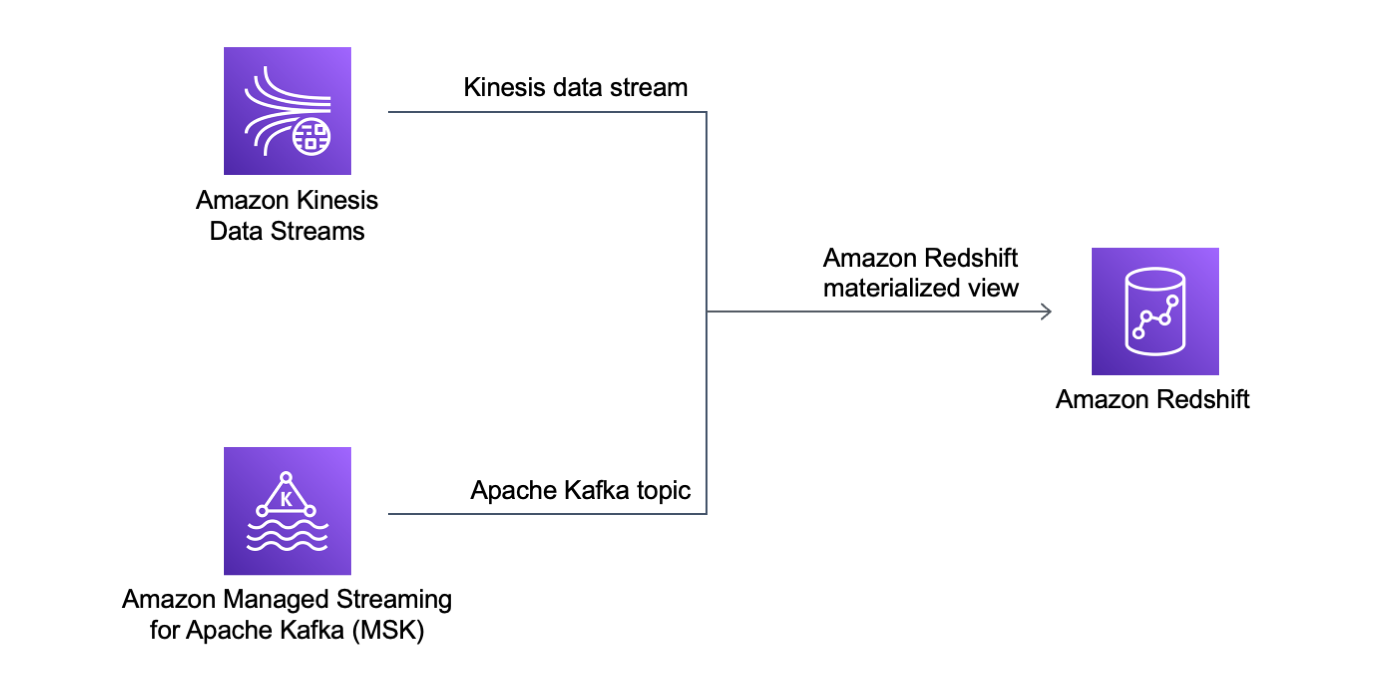 Kinesis data stream
Amazon Kinesis
Data Streams
Amazon Redshift
materialized view
Amazon Redshift
Apache Kafka topic
K
Amazon Managed Streaming
for Apache Kafka (MSK)